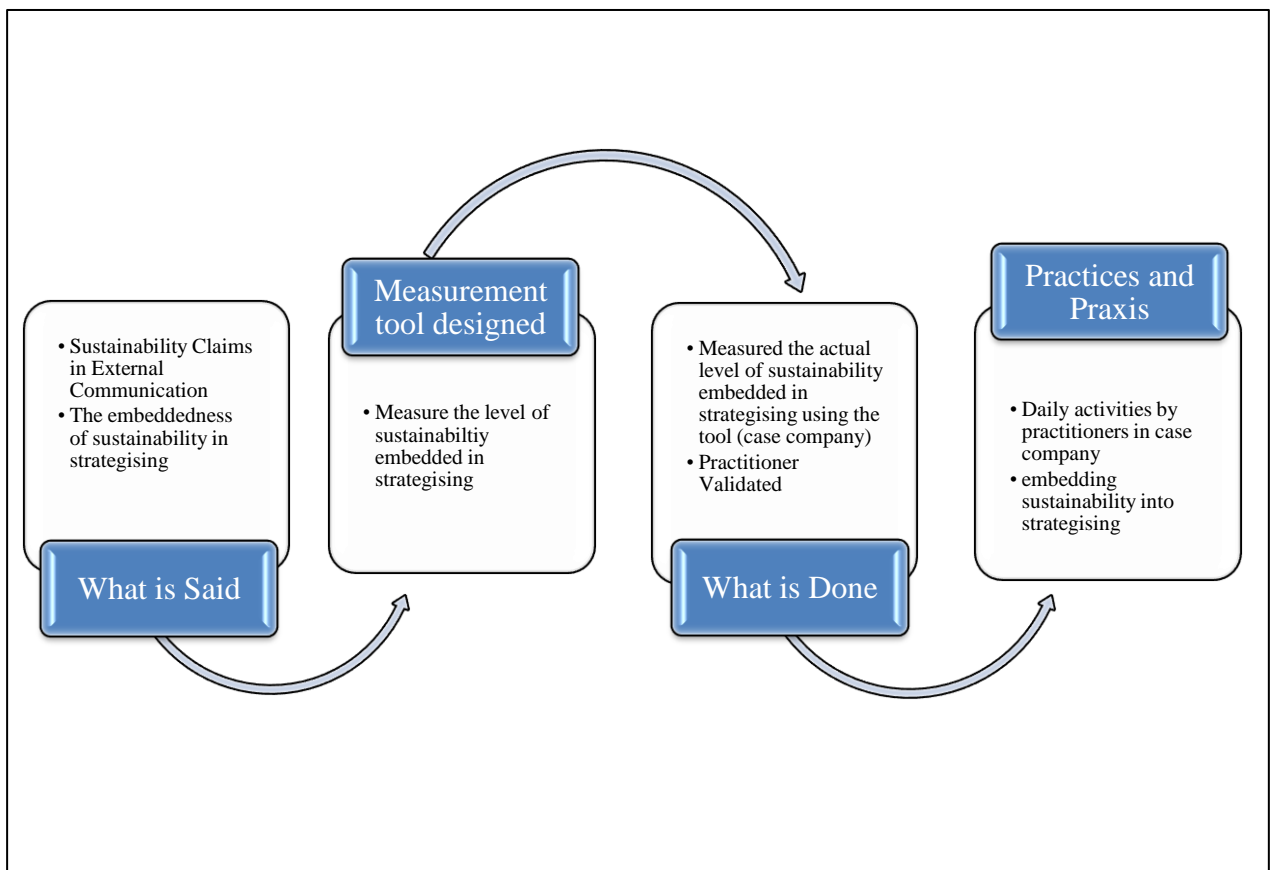 • Sustainability Claims
in External
Communication
• The embeddedness
of sustainability in
strategising
What is Said
Measurement
tool designed
• Measure the level of
sustainabiltiy
embedded in
strategising
• Measured the actual
level of sustainability
embedded in
strategising using the
tool (case company)
• Practitioner
Validated
What is Done
Practices and
Praxis
• Daily activities by
practitioners in case
company
• embedding
sustainability into
strategising